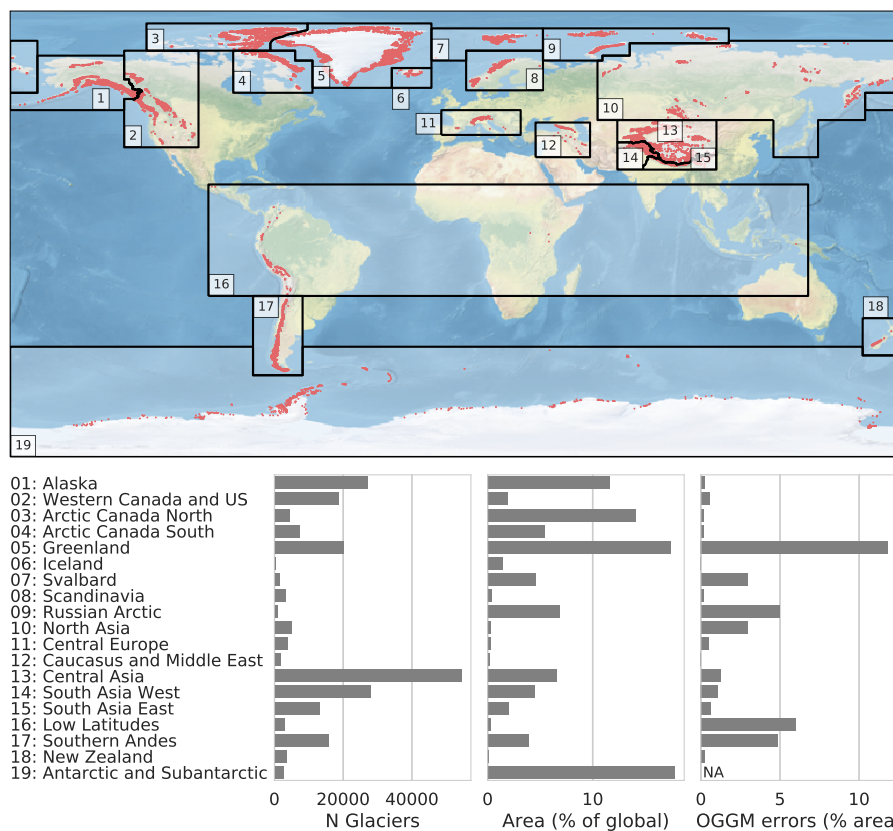 3
7
9
4
5
8
6
1
10
11
2
13
12
14
15
16
17
18
19
01: Alaska
02: Western Canada and US
03: Arctic Canada North
04: Arctic Canada South
05: Greenland
06: Iceland
07: Svalbard
08: Scandinavia
09: Russian Arctic
10: North Asia
11: Central Europe
12: Caucasus and Middle East
13: Central Asia
14: South Asia West
15: South Asia East
16: Low Latitudes
17: Southern Andes
18: New Zealand
19: Antarctic and Subantarctic
NA
0 20000 40000
0 10
0 5 10
N Glaciers
Area (% of global)
OGGM errors (% area